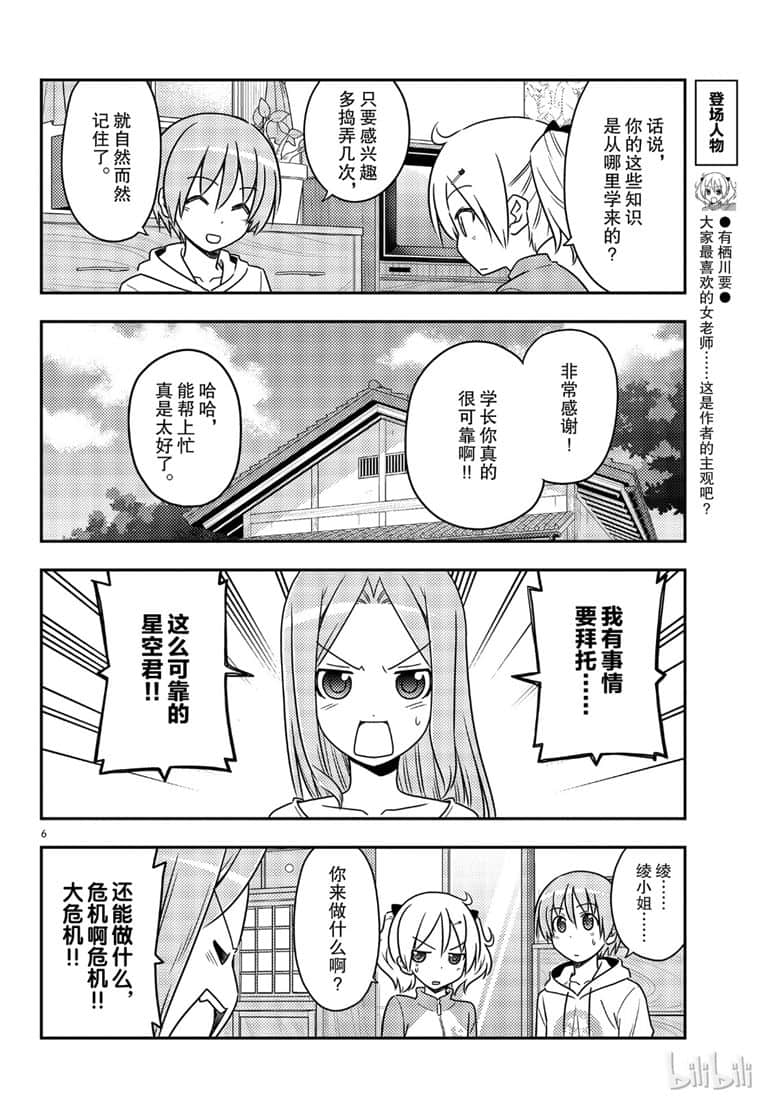 登场人物
●有栖川要●
大家最喜欢的女老师……这是作者的主观吧？
话说，
你的这些知识
是从哪里学来的？
只要感兴趣
多捣弄几次，
就自然而然
记住了。
非常感谢！
学长你真的
很可靠啊!!
哈哈，
能帮上忙
真是太好了。
我有事情
要拜托……
这么可靠的
星空君!!
6
绫……
绫小姐……
你来做
什么啊？
还能做什么，
危机啊危机!!
大危机!!
bilibili